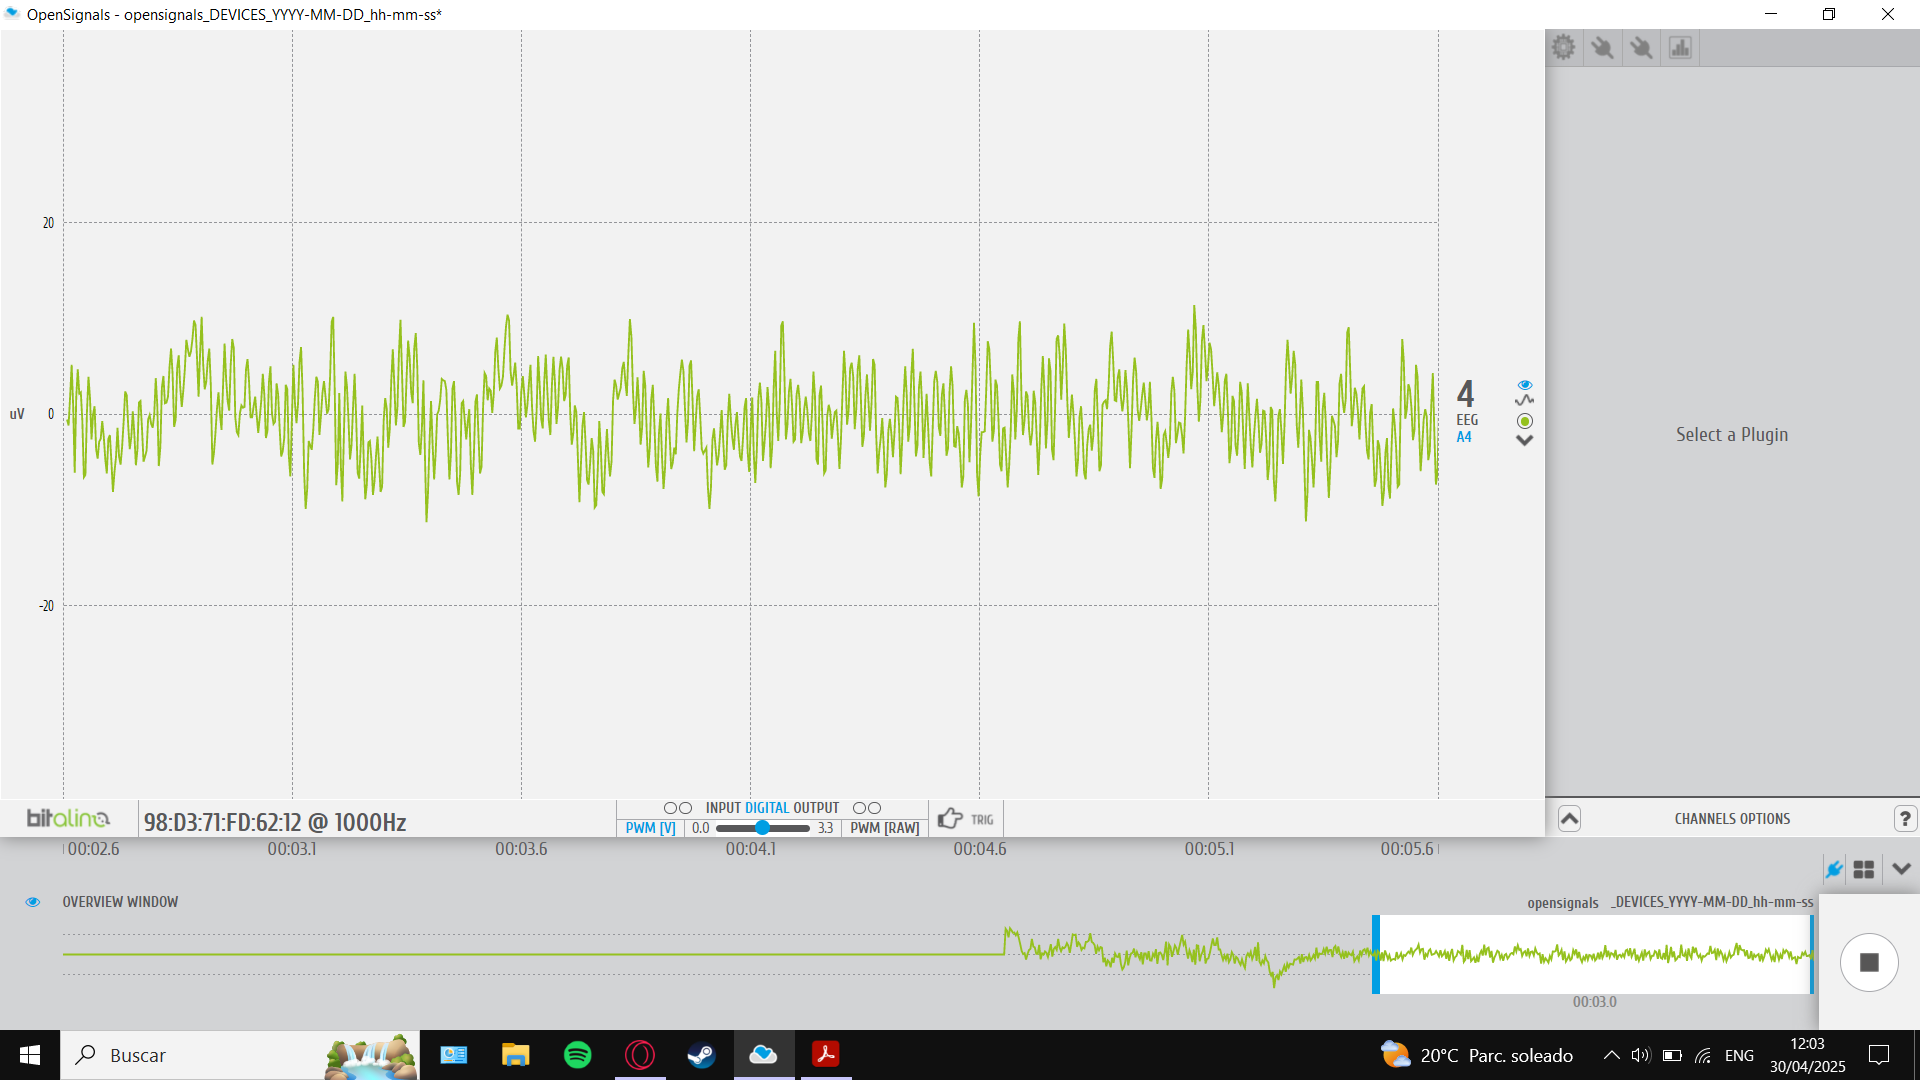 OpenSignals - opensignals_DEVICES_YYYY-MM-DD_hh-mm-ss*
20
uV 0
-20
4
EEG
A4
Select a Plugin
bitalino
98:D3:71:FD:62:12 @ 1000Hz
INPUT DIGITAL OUTPUT
PWM [V] 0.0 3.3 PWM [RAW]
TRIG
CHANNELS OPTIONS ?
00:02.6 00:03.1 00:03.6 00:04.1 00:04.6 00:05.1 00:05.6
OVERVIEW WINDOW
opensignals _DEVICES_YYYY-MM-DD_hh-mm-ss
00:03.0
Buscar
20°C Parc. soleado
ENG
12:03
30/04/2025